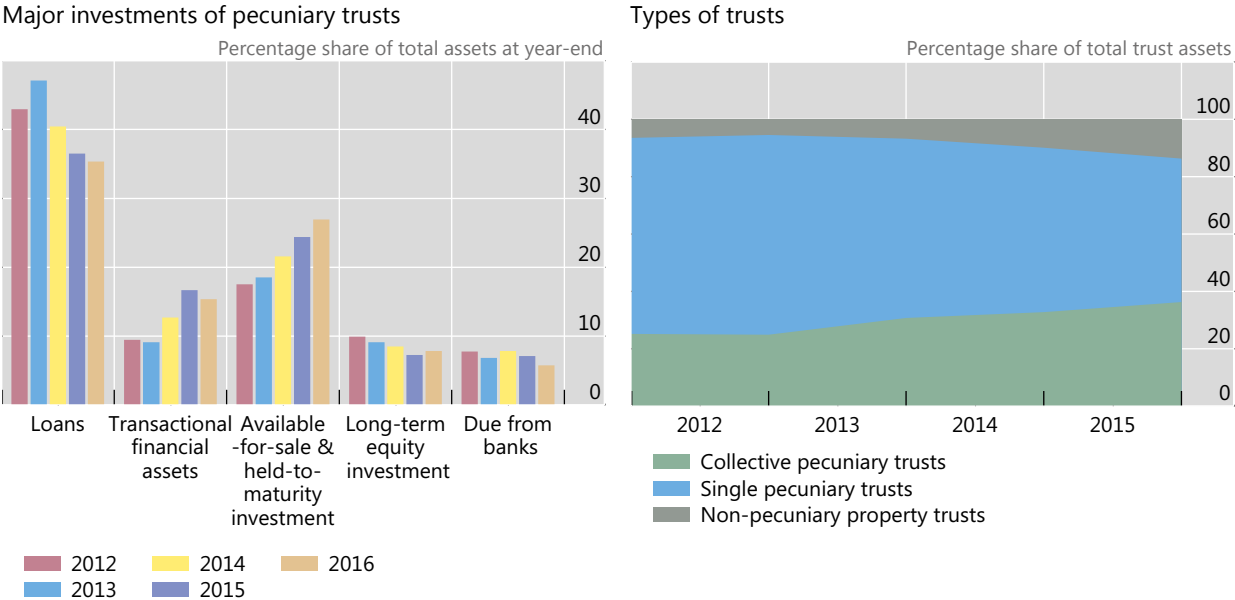 Major investments of pecuniary trusts
Percentage share of total assets at year-end
40
30
20
10
0
Loans
Transactional
financial
assets
Available
-for-sale &
held-to-
maturity
investment
Long-term
equity
investment
Due from
banks
2012
2013
2014
2015
2016
Types of trusts
Percentage share of total trust assets
100
80
60
40
20
0
2012 2013 2014 2015
Collective pecuniary trusts
Single pecuniary trusts
Non-pecuniary property trusts